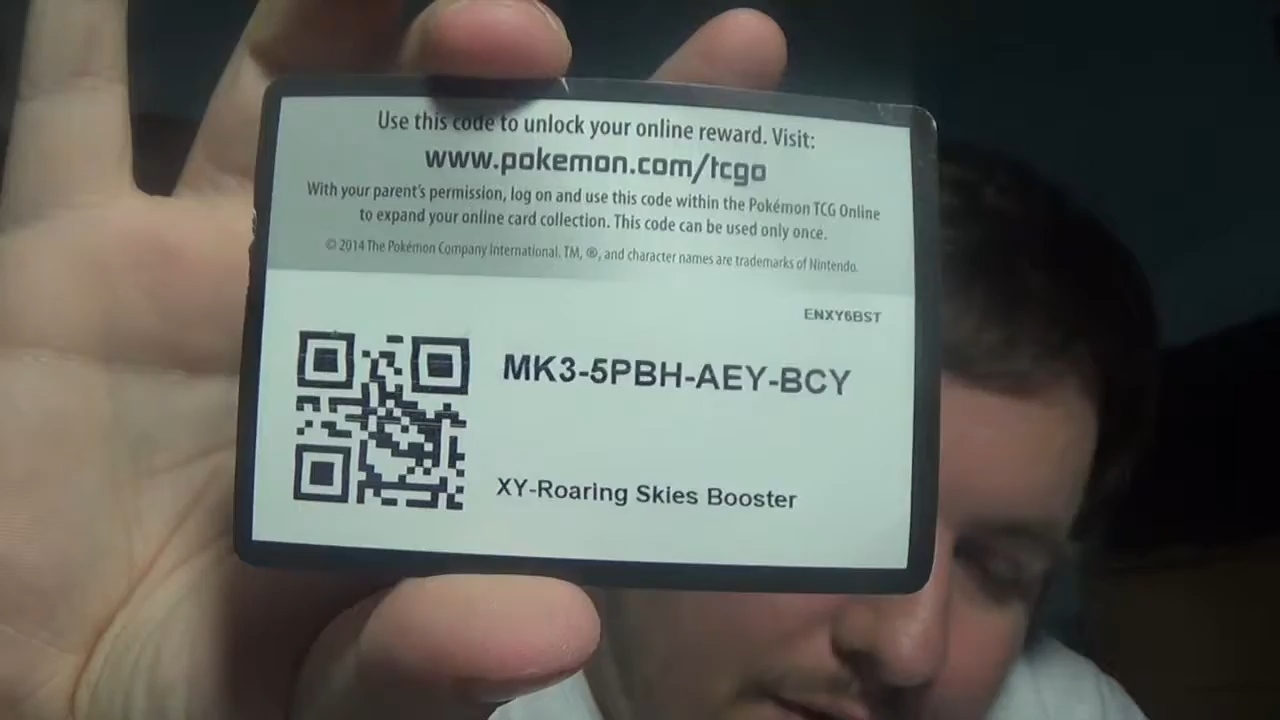 Use this code to unlock your online reward. Visit:
www.pokemon.com/tcgo
With your parent's permission, log on and use this code within the Pokémon TCG Online
to expand your online card collection. This code can be used only once.
© 2014 The Pokémon Company International. TM, ®, and character names are trademarks of Nintendo.
ENXY6BST
MK3-5PBH-AEY-BCY
XY-Roaring Skies Booster